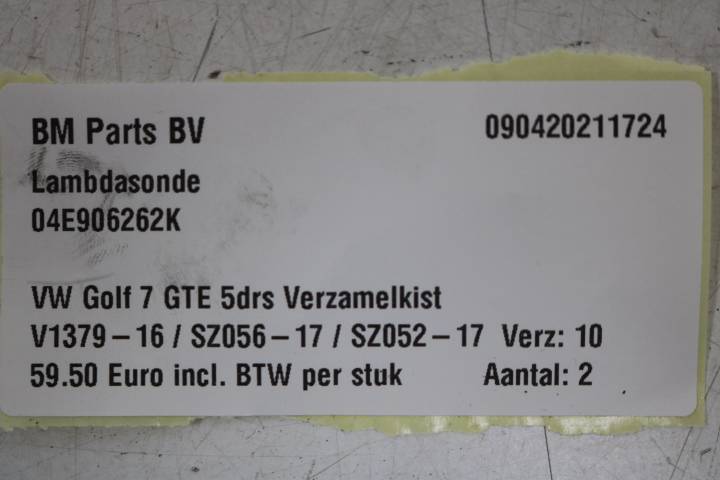 BM Parts BV 090420211724
Lambdasonde
04E906262K
VW Golf 7 GTE 5drs Verzamelkist
V1379-16 / SZ056-17 / SZ052-17 Verz: 10
59.50 Euro incl. BTW per stuk Aantal: 2